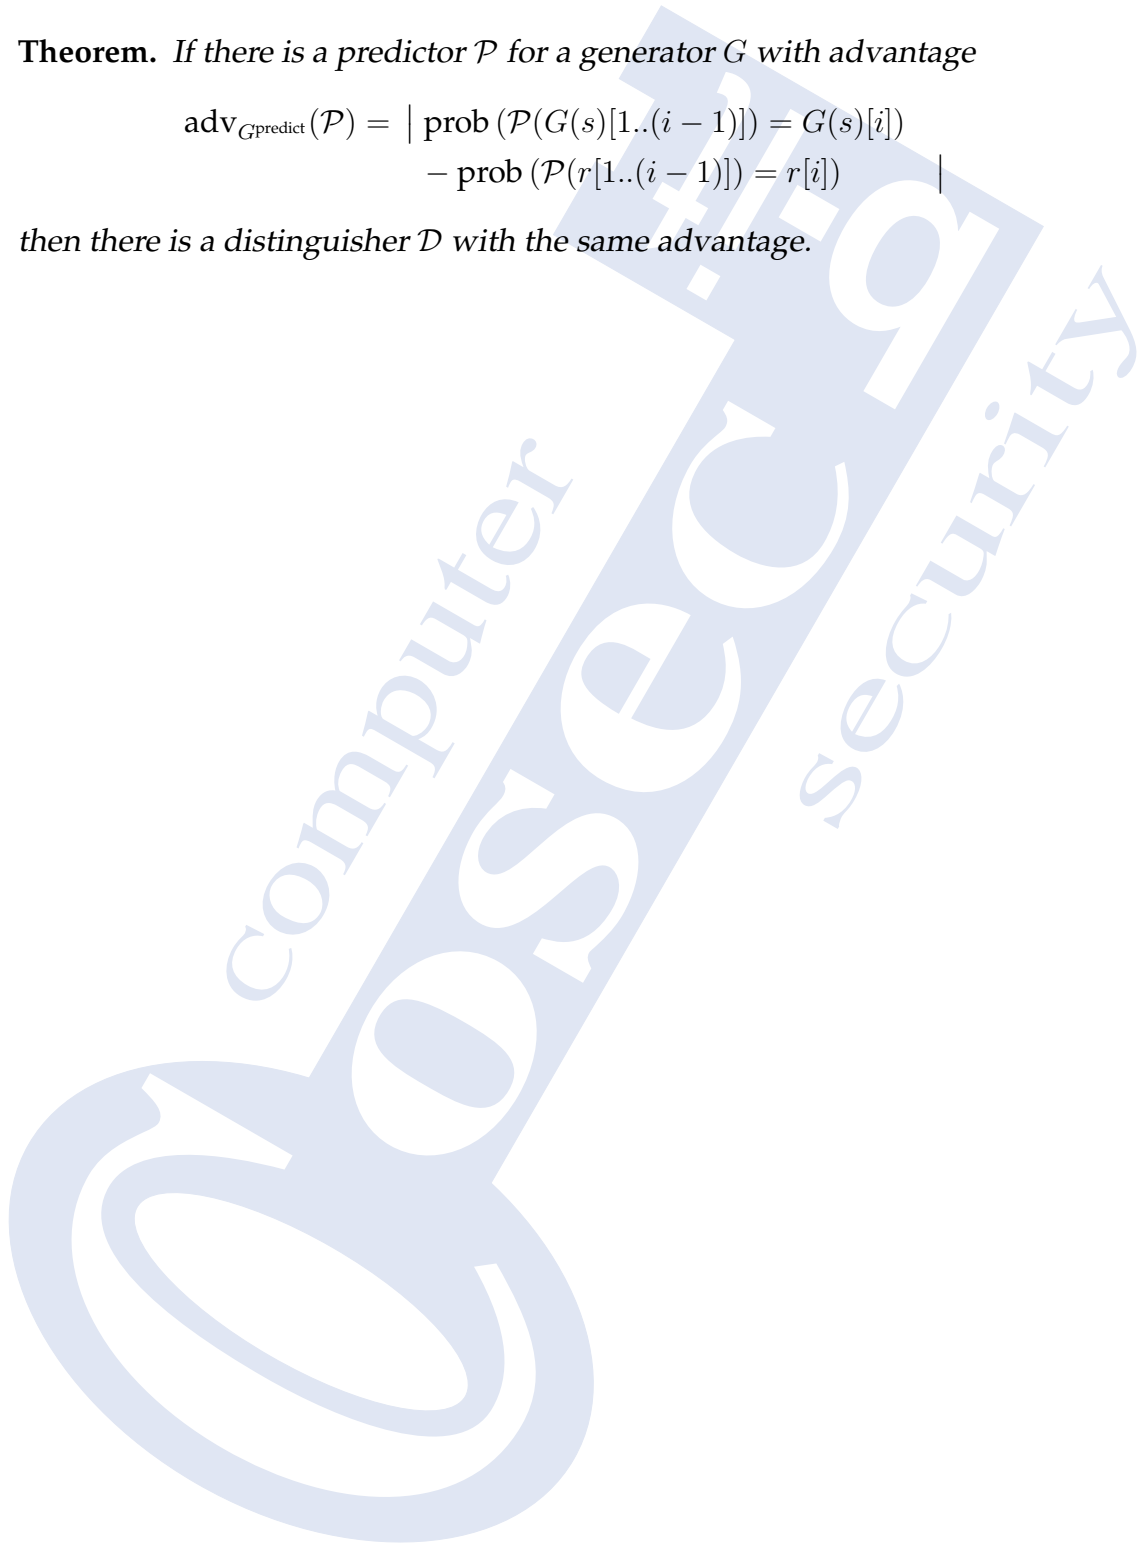 Theorem. If there is a predictor 𝒫 for a generator G with advantage
adv_{G^{predict}}(𝒫) = | prob (𝒫(G(s)[1..(i − 1)]) = G(s)[i])
− prob (𝒫(r[1..(i − 1)]) = r[i]) |
then there is a distinguisher 𝒟 with the same advantage.
computer
security
cosec
b-it